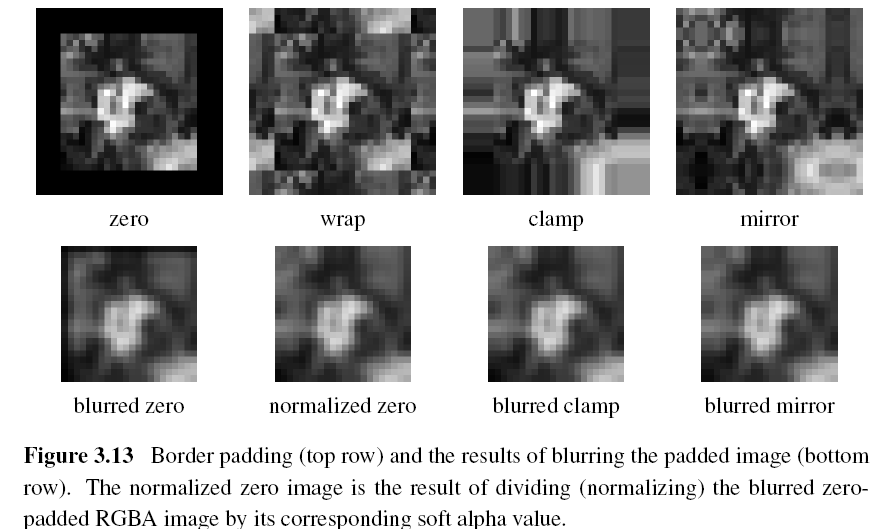 zero wrap clamp mirror
blurred zero normalized zero blurred clamp blurred mirror
Figure 3.13 Border padding (top row) and the results of blurring the padded image (bottom
row). The normalized zero image is the result of dividing (normalizing) the blurred zero-
padded RGBA image by its corresponding soft alpha value.